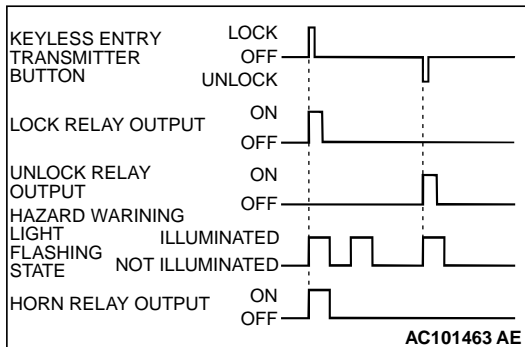 KEYLESS ENTRY
TRANSMITTER
BUTTON
LOCK
OFF
UNLOCK
LOCK RELAY OUTPUT
ON
OFF
UNLOCK RELAY
OUTPUT
ON
OFF
HAZARD WARINING
LIGHT
FLASHING
STATE
ILLUMINATED
NOT ILLUMINATED
HORN RELAY OUTPUT
ON
OFF
AC101463 AE